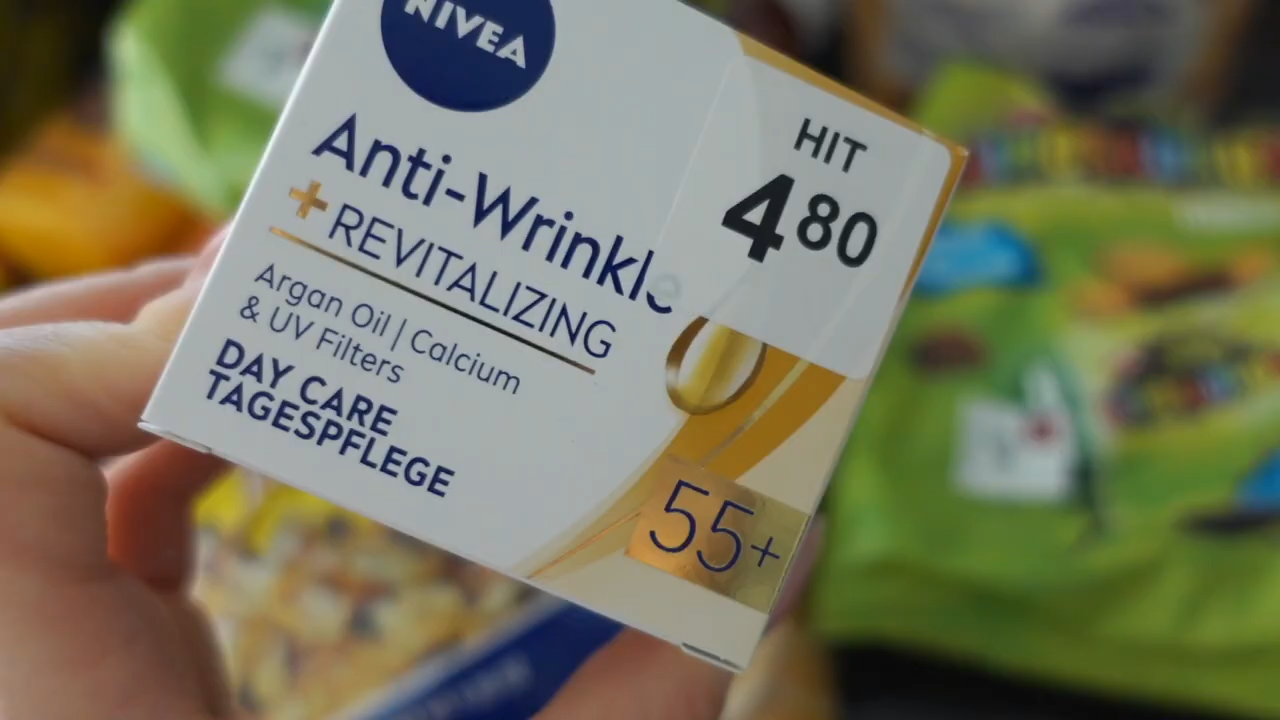 NIVEA
HIT
4 80
Anti-Wrinkle
+ REVITALIZING
Argan Oil | Calcium
& UV Filters
DAY CARE
TAGESPFLEGE
55+